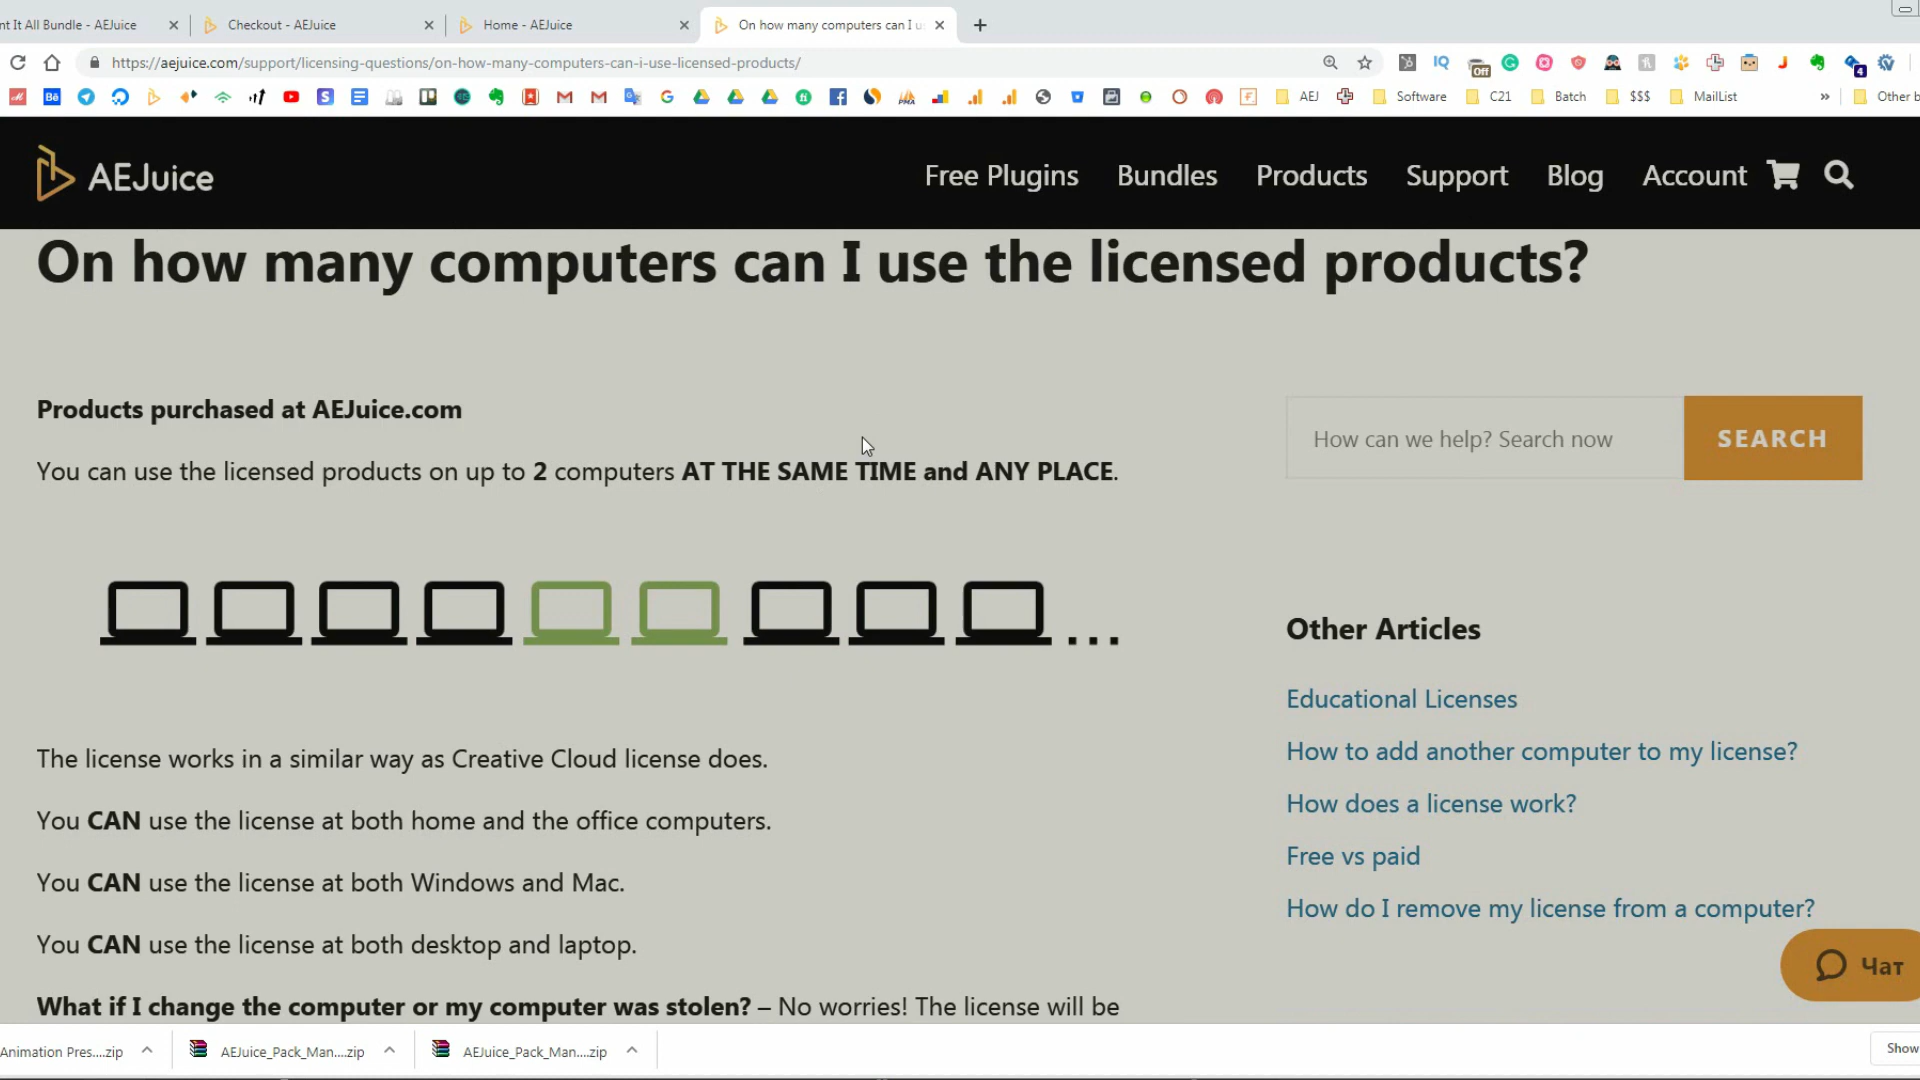 nt It All Bundle - AEJuice
Checkout - AEJuice
Home - AEJuice
On how many computers can I u
https://aejuice.com/support/licensing-questions/on-how-many-computers-can-i-use-licensed-products/
IQ
Off
4
Bē
S
G
PMA
AEJ
Software
C21
Batch
$$$
MailList
»
Other b
AEJuice
Free Plugins
Bundles
Products
Support
Blog
Account
On how many computers can I use the licensed products?
Products purchased at AEJuice.com
You can use the licensed products on up to 2 computers AT THE SAME TIME and ANY PLACE.
...
The license works in a similar way as Creative Cloud license does.
You CAN use the license at both home and the office computers.
You CAN use the license at both Windows and Mac.
You CAN use the license at both desktop and laptop.
What if I change the computer or my computer was stolen? – No worries! The license will be
How can we help? Search now
SEARCH
Other Articles
Educational Licenses
How to add another computer to my license?
How does a license work?
Free vs paid
How do I remove my license from a computer?
Чат
Animation Pres....zip
AEJuice_Pack_Man....zip
AEJuice_Pack_Man....zip
Show